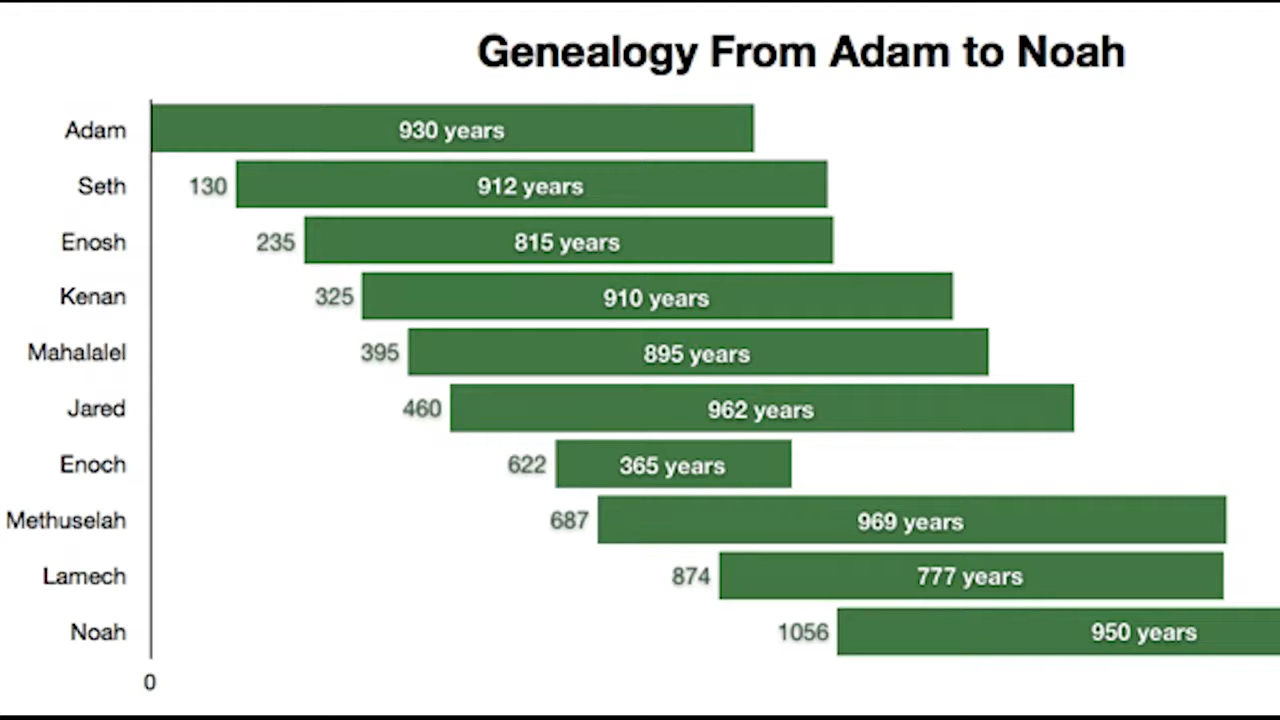 Genealogy From Adam to Noah
Adam 930 years
Seth 130 912 years
Enosh 235 815 years
Kenan 325 910 years
Mahalalel 395 895 years
Jared 460 962 years
Enoch 622 365 years
Methuselah 687 969 years
Lamech 874 777 years
Noah 1056 950 years
0